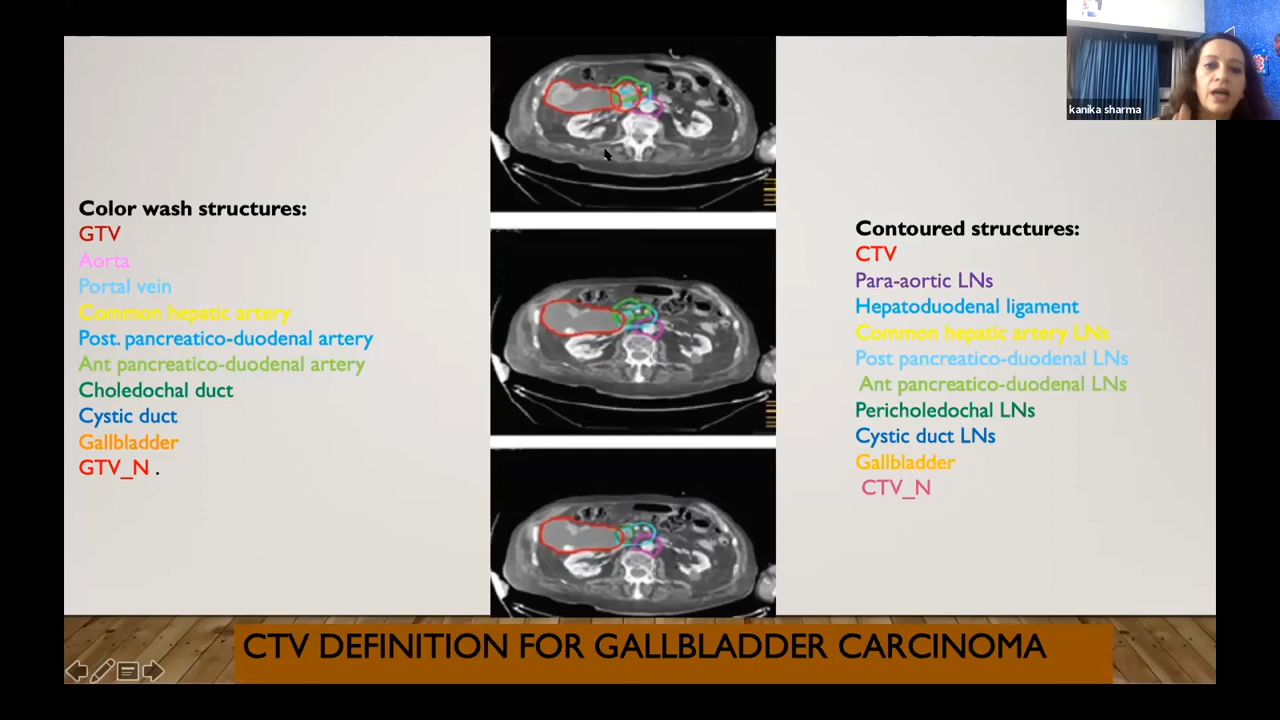 kanika sharma
Color wash structures:
GTV
Aorta
Portal vein
Common hepatic artery
Post. pancreatico-duodenal artery
Ant pancreatico-duodenal artery
Choledochal duct
Cystic duct
Gallbladder
GTV_N .
Contoured structures:
CTV
Para-aortic LNs
Hepatoduodenal ligament
Common hepatic artery LNs
Post pancreatico-duodenal LNs
Ant pancreatico-duodenal LNs
Pericholedochal LNs
Cystic duct LNs
Gallbladder
CTV_N
CTV DEFINITION FOR GALLBLADDER CARCINOMA